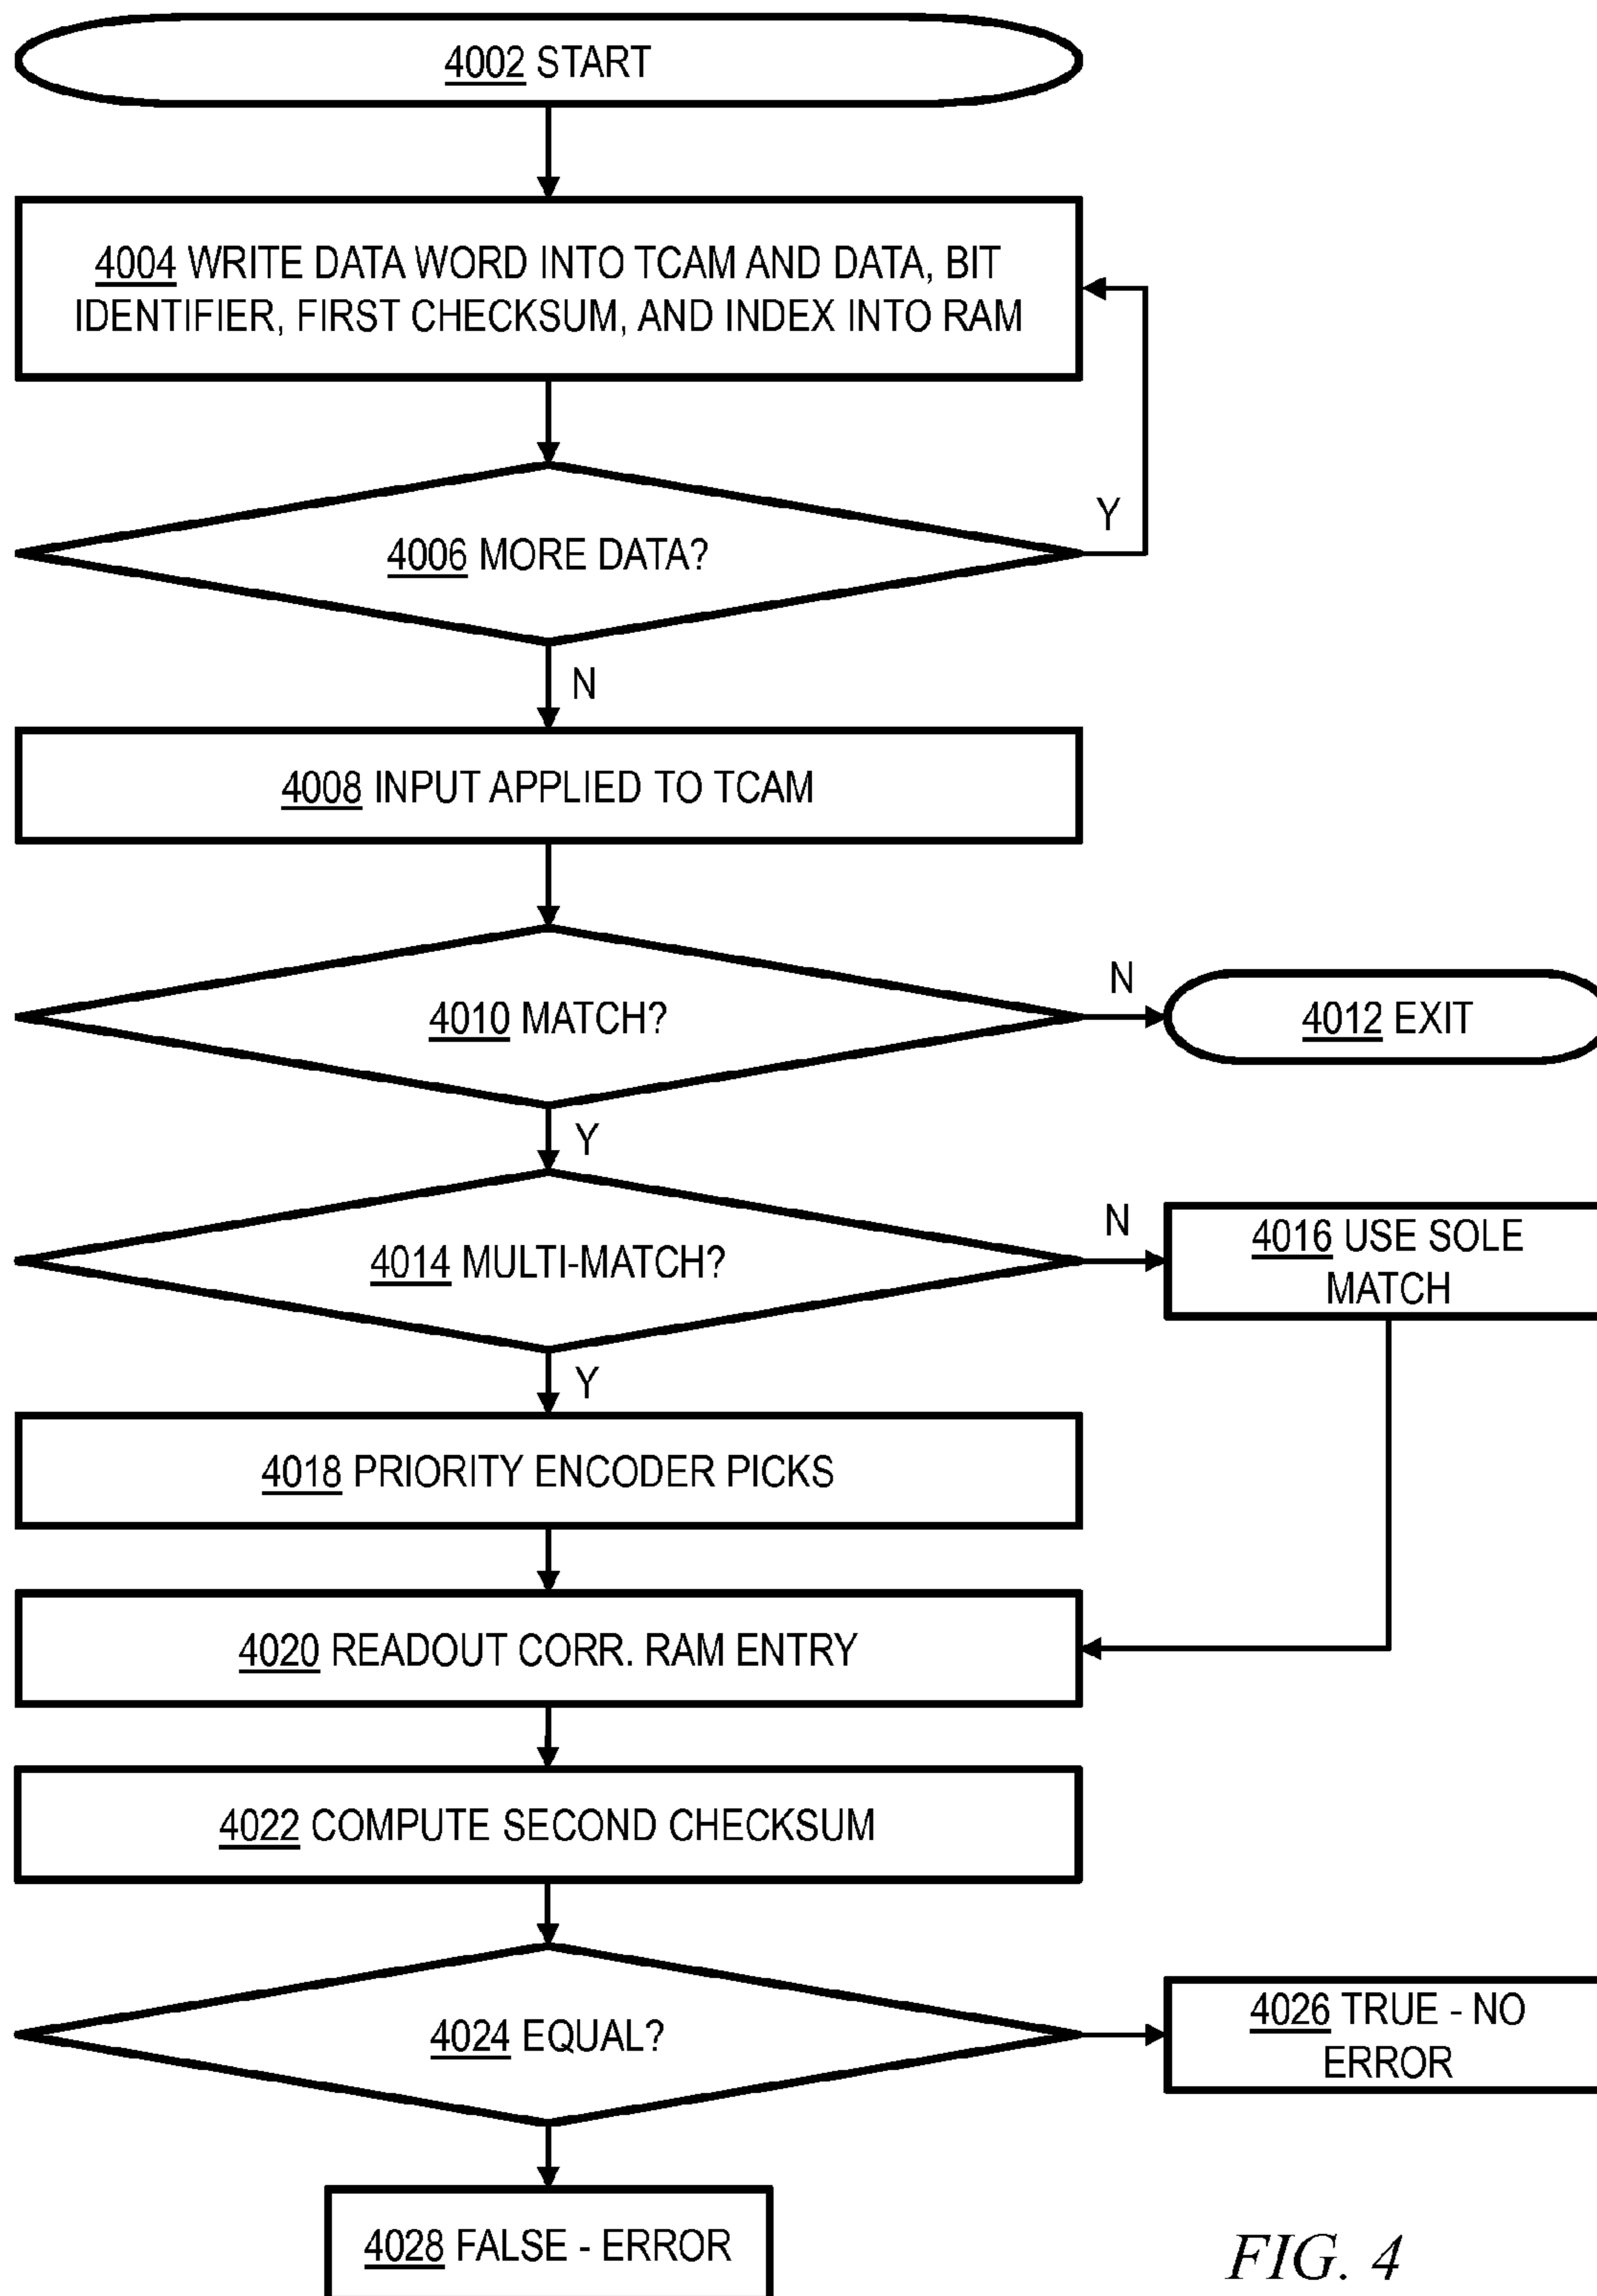 4002 START
4004 WRITE DATA WORD INTO TCAM AND DATA, BIT
IDENTIFIER, FIRST CHECKSUM, AND INDEX INTO RAM
Y
4006 MORE DATA?
N
4008 INPUT APPLIED TO TCAM
N
4010 MATCH?
4012 EXIT
Y
N
4016 USE SOLE
MATCH
4014 MULTI-MATCH?
Y
4018 PRIORITY ENCODER PICKS
4020 READOUT CORR. RAM ENTRY
4022 COMPUTE SECOND CHECKSUM
4024 EQUAL?
4026 TRUE - NO
ERROR
4028 FALSE - ERROR
FIG. 4